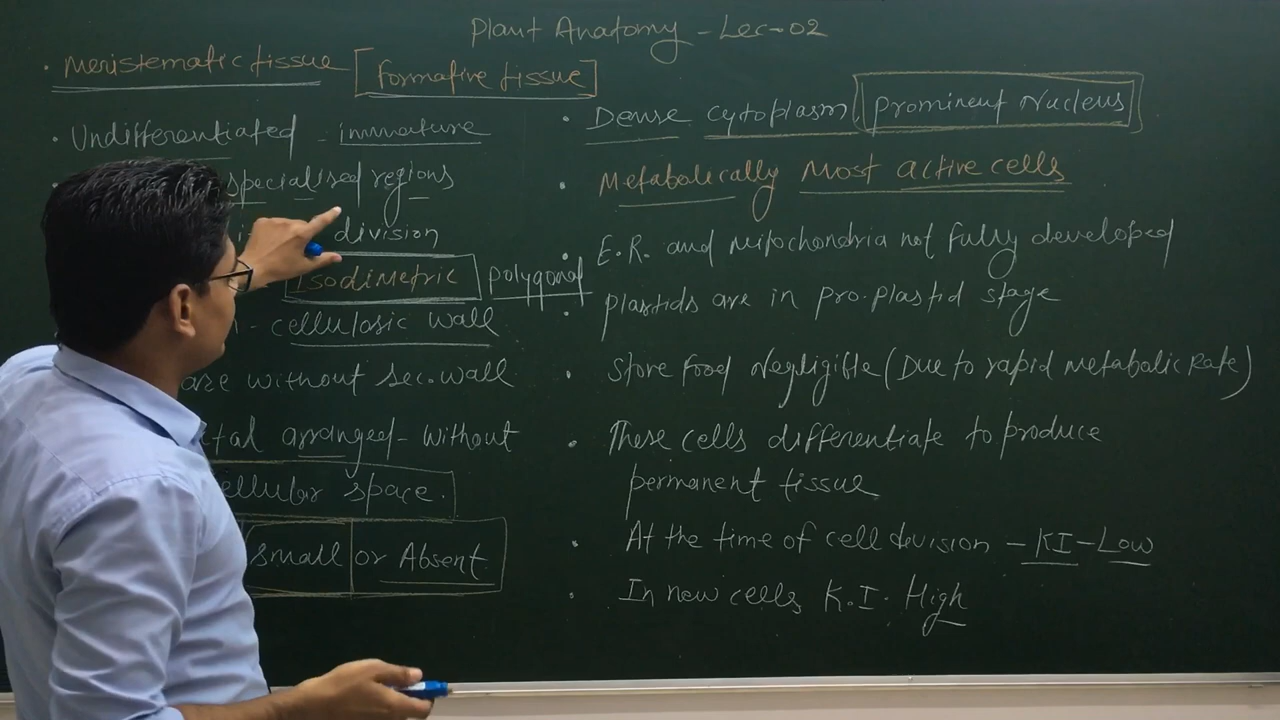 Plant Anatomy - Lec-02
• Meristematic tissue [Formative tissue]
• Undifferentiated - immature
specialised regions
division
Isodimetric polygonal
cellulosic wall
are without sec. wall
arranged - without
space.
small or Absent
• Dense cytoplasm prominent Nucleus
• Metabolically Most active cells
• E.R. and mitochondria not fully developed
• plastids are in pro.plastid stage
• Store food Negligible (Due to rapid metabolic Rate)
• These cells differentiate to produce
permanent tissue
• At the time of cell division - KI - Low
• In new cells K.I. High